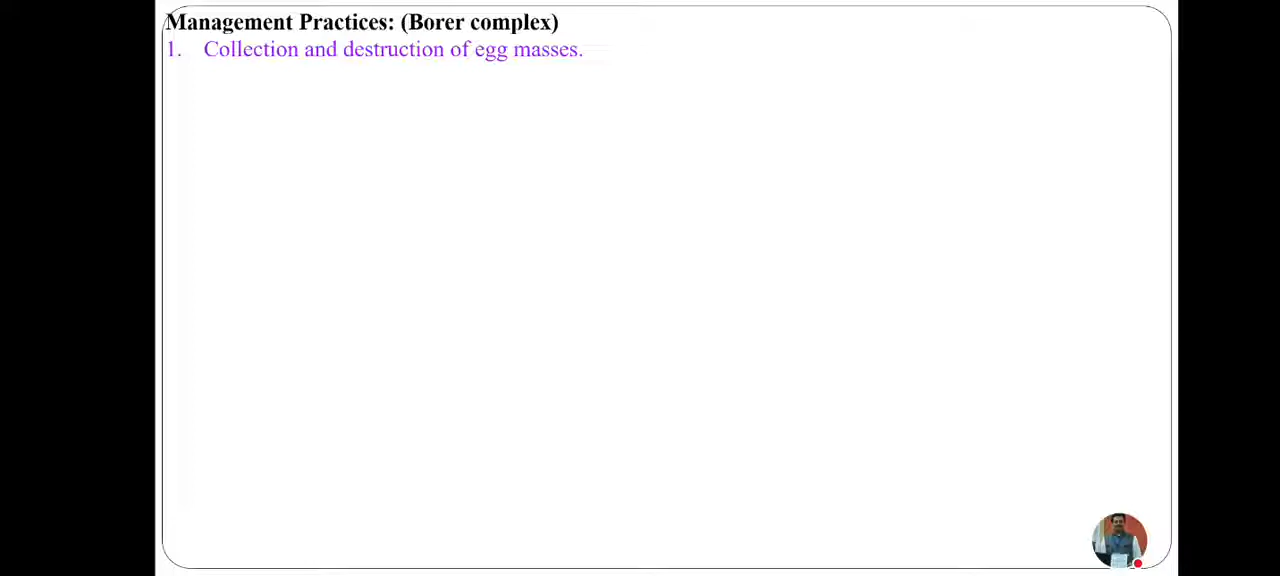 Management Practices: (Borer complex)
1. Collection and destruction of egg masses.